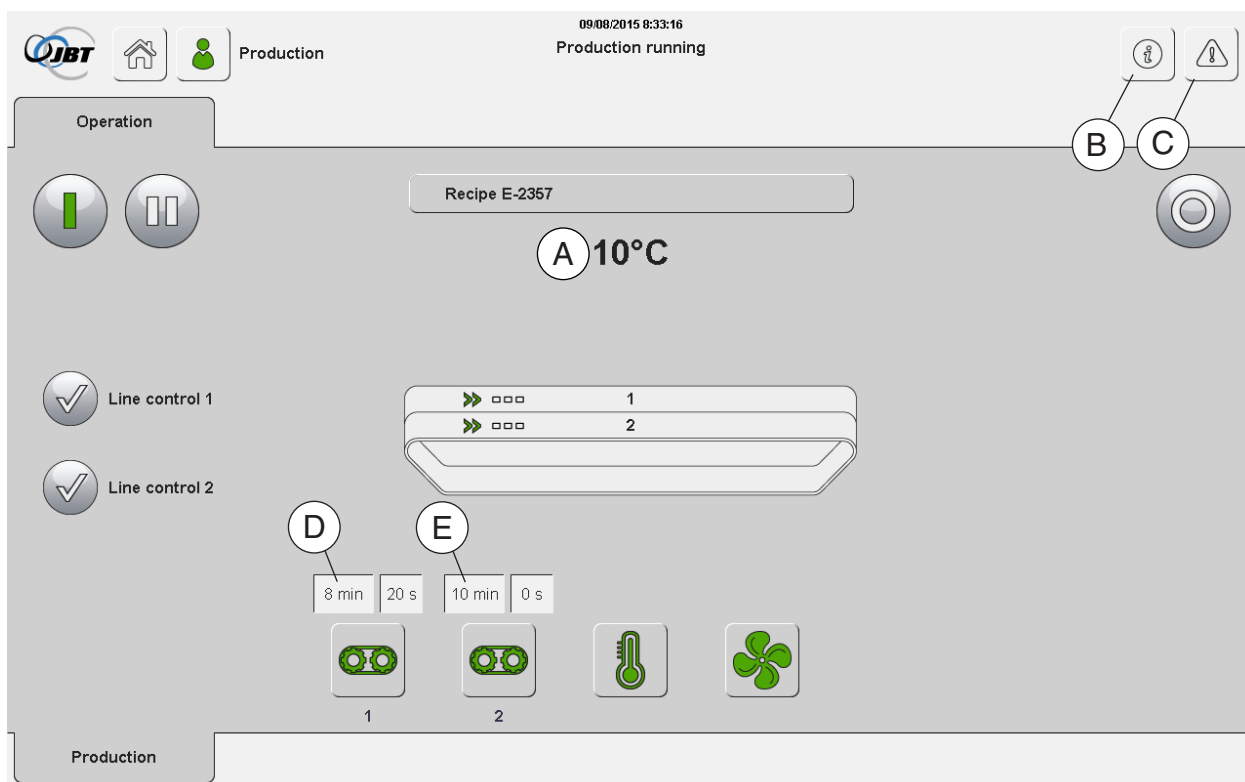 09/08/2015 8:33:16
JBT
Production
Production running
B
C
Operation
Recipe E-2357
A
10°C
Line control 1
1
2
Line control 2
D
E
8 min 20 s
10 min 0 s
1
2
Production